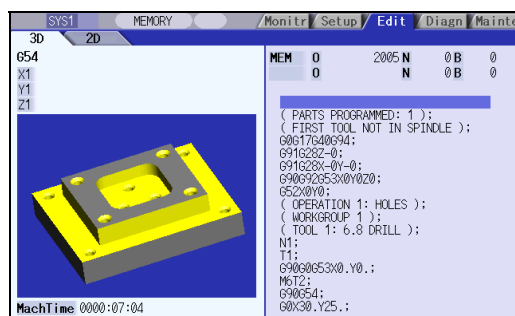 SYS1 MEMORY Monitr Setup Edit Diagn Mainte
3D 2D
G54
X1
Y1
Z1
MachTime 0000:07:04
MEM O 2005 N 0 B 0
O N 0 B 0
( PARTS PROGRAMMED: 1 );
( FIRST TOOL NOT IN SPINDLE );
G0G17G40G94;
G91G28Z-0;
G91G28X-0Y-0;
G90G92G53X0Y0Z0;
G52X0Y0;
( OPERATION 1: HOLES );
( WORKGROUP 1 );
( TOOL 1: 6.8 DRILL );
N1;
T1;
G90G0G53X0.Y0.;
M6T2;
G90G54;
G0X30.Y25.;